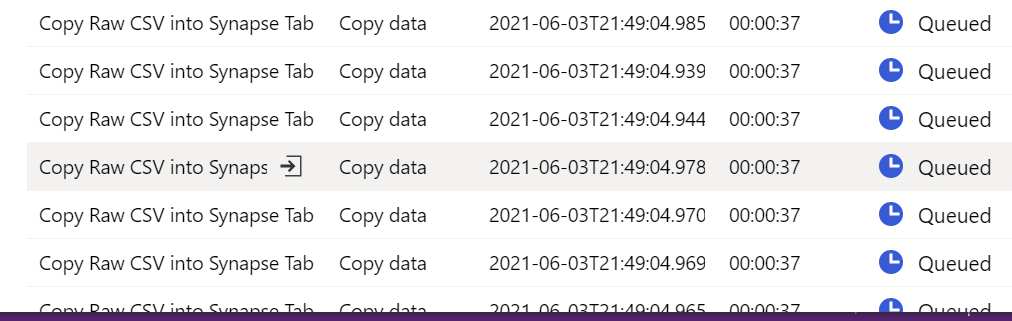 Copy Raw CSV into Synapse Tab Copy data 2021-06-03T21:49:04.985 00:00:37 Queued
Copy Raw CSV into Synapse Tab Copy data 2021-06-03T21:49:04.939 00:00:37 Queued
Copy Raw CSV into Synapse Tab Copy data 2021-06-03T21:49:04.944 00:00:37 Queued
Copy Raw CSV into Synaps Copy data 2021-06-03T21:49:04.978 00:00:37 Queued
Copy Raw CSV into Synapse Tab Copy data 2021-06-03T21:49:04.970 00:00:37 Queued
Copy Raw CSV into Synapse Tab Copy data 2021-06-03T21:49:04.969 00:00:37 Queued
Copy Raw CSV into Synapse Tab Copy data 2021-06-03T21:49:04.965 00:00:37 Queued